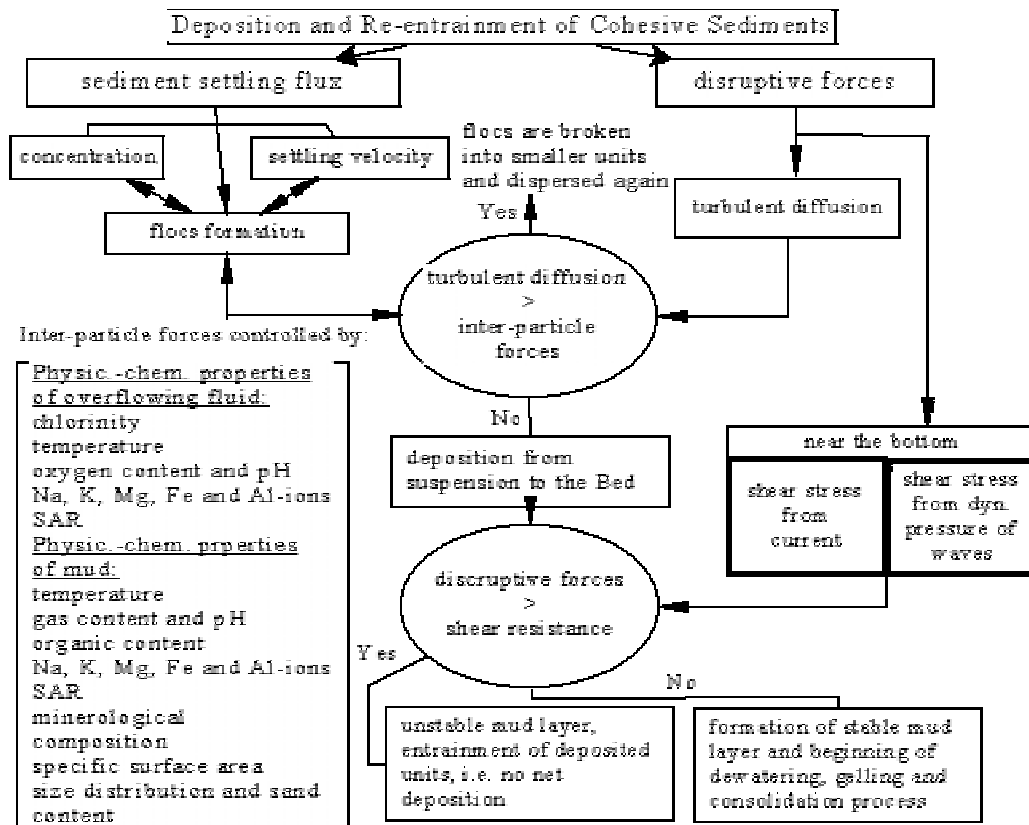 Deposition and Re-entrainment of Cohesive Sediments
sediment settling flux
disruptive forces
concentration
settling velocity
flocs are broken
into smaller units
and dispersed again
turbulent diffusion
flocs formation
Yes
turbulent diffusion
>
inter-particle
forces
Inter-particle forces controlled by:
Physic.-chem. properties
of overflowing fluid:
chlorinity
temperature
oxygen content and pH
Na, K, Mg, Fe and Al-ions
SAR
Physic.-chem. prperties
of mud:
temperature
gas content and pH
organic content
Na, K, Mg, Fe and Al-ions
SAR
minerological
composition
specific surface area
size distribution and sand
content
No
deposition from
suspension to the Bed
near the bottom
shear stress
from
current
shear stress
from dyn.
pressure of
waves
discruptive forces
>
shear resistance
Yes
No
unstable mud layer,
entrainment of deposited
units, i.e. no net
deposition
formation of stable mud
layer and beginning of
dewatering, gelling and
consolidation process